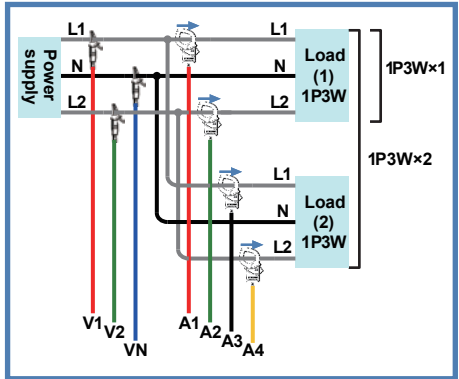 Power supply
L1
N
L2
L1
N
L2
Load
(1)
1P3W
1P3W×1
1P3W×2
L1
N
L2
Load
(2)
1P3W
V1
V2
VN
A1
A2
A3
A4